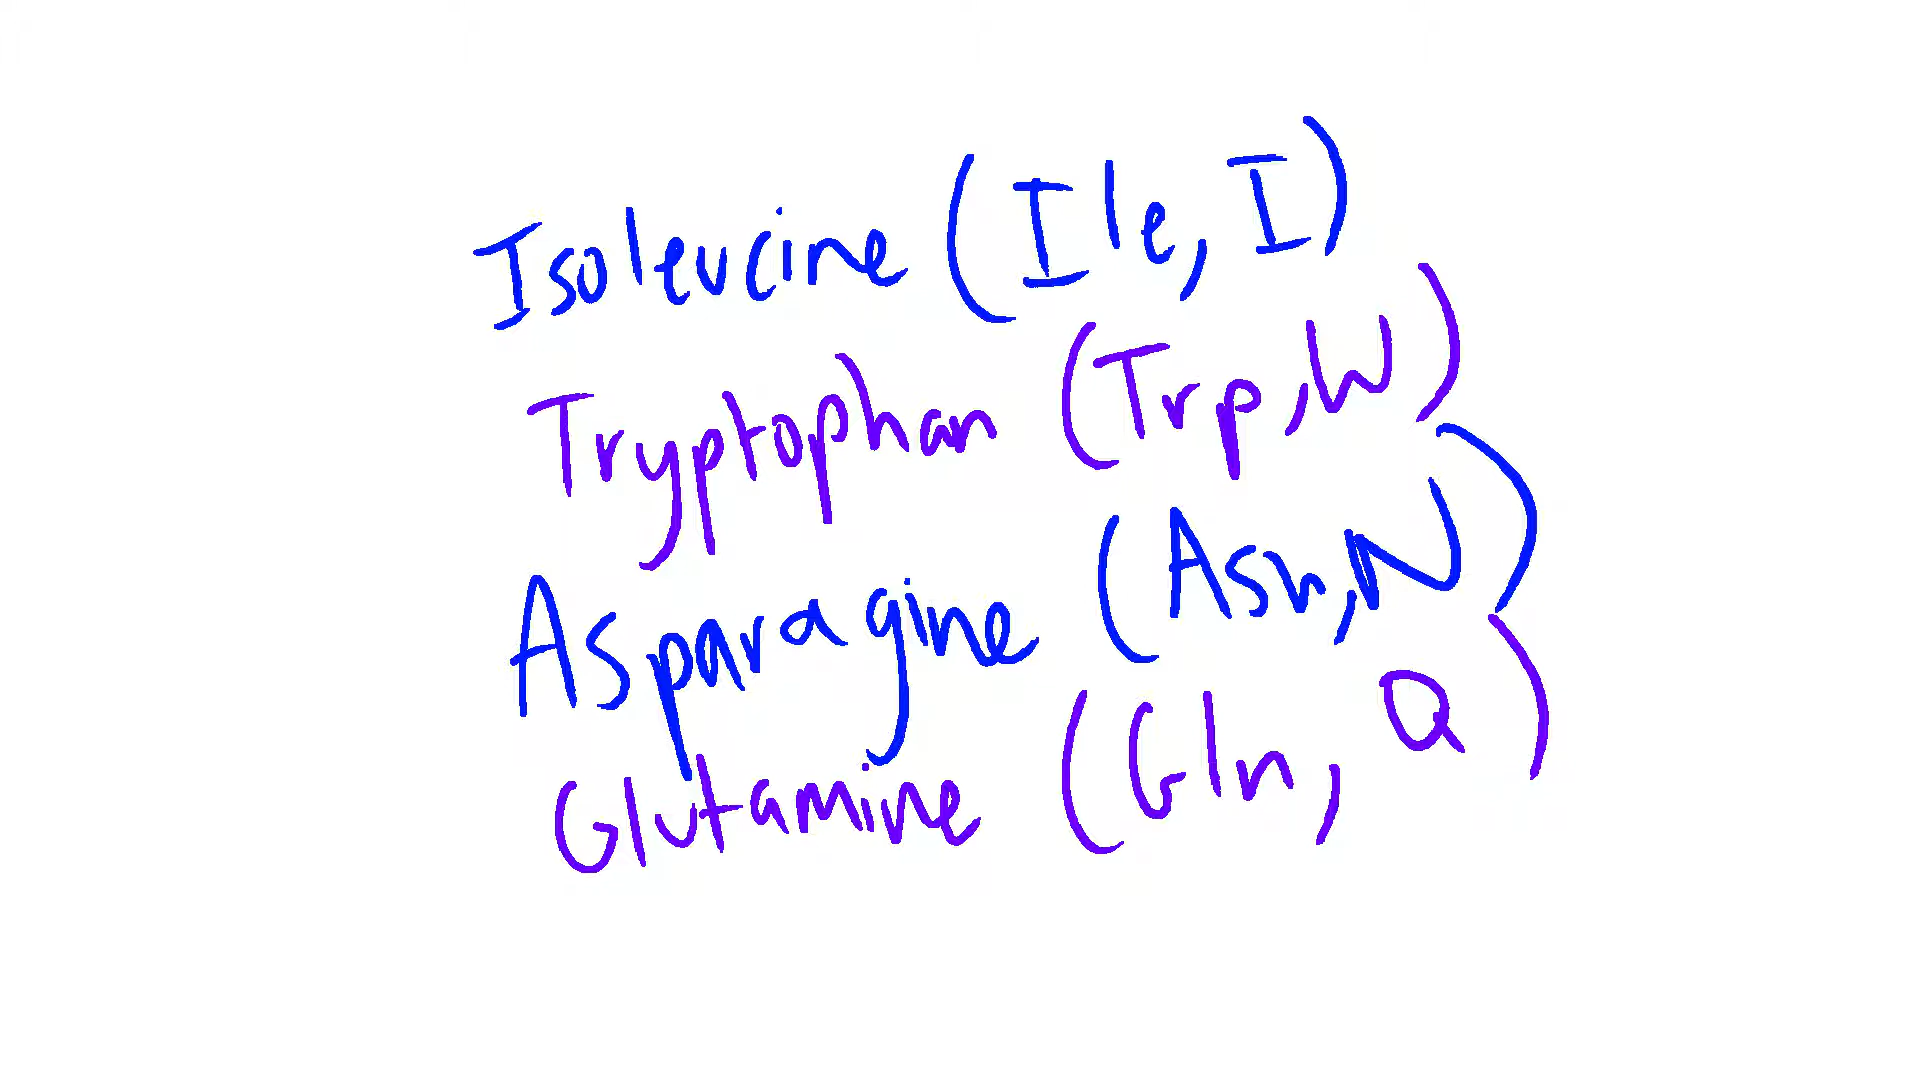 Isoleucine (Ile, I)
Tryptophan (Trp, W)
Asparagine (Asn, N)
Glutamine (Gln, Q)